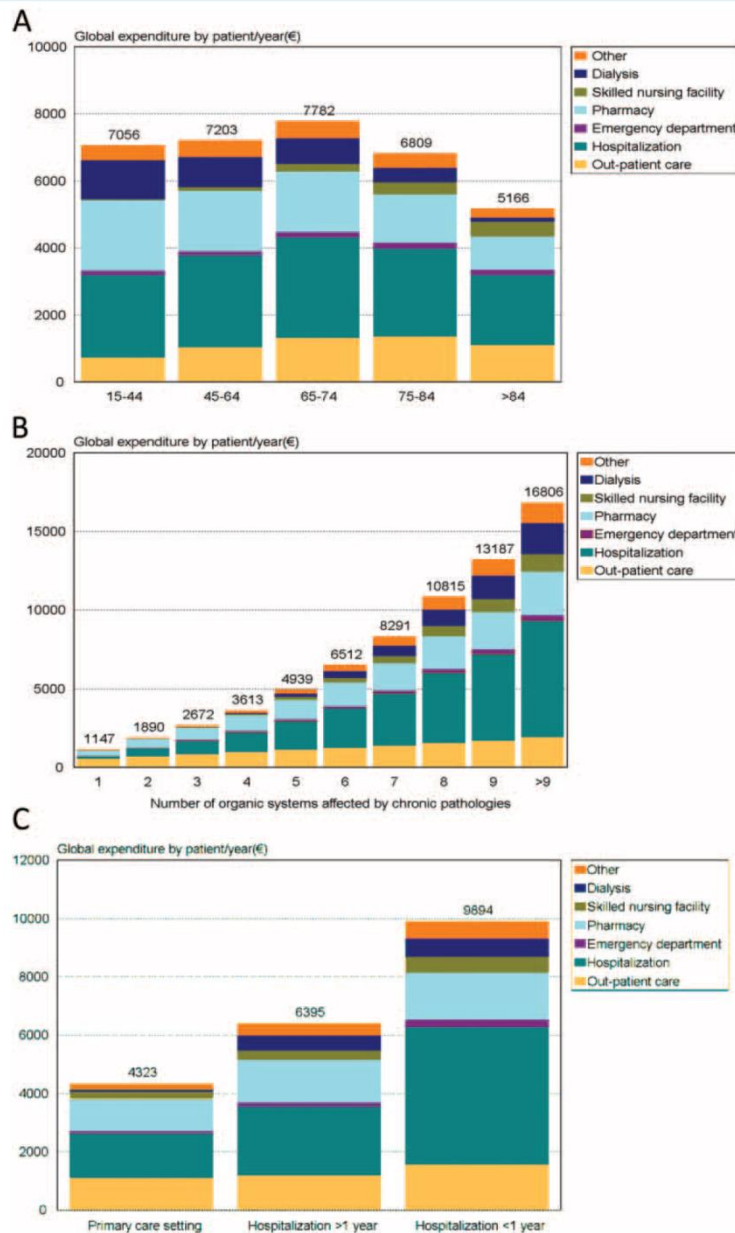 A
Global expenditure by patient/year(€)
10000
8000
6000
4000
2000
0
7056
7203
7782
6809
5166
15-44
45-64
65-74
75-84
>84
Other
Dialysis
Skilled nursing facility
Pharmacy
Emergency department
Hospitalization
Out-patient care
B
Global expenditure by patient/year(€)
20000
15000
10000
5000
0
1147
1890
2672
3613
4939
6512
8291
10815
13187
16806
1
2
3
4
5
6
7
8
9
>9
Number of organic systems affected by chronic pathologies
Other
Dialysis
Skilled nursing facility
Pharmacy
Emergency department
Hospitalization
Out-patient care
C
Global expenditure by patient/year(€)
12000
10000
8000
6000
4000
2000
0
4323
6395
9894
Primary care setting
Hospitalization >1 year
Hospitalization <1 year
Other
Dialysis
Skilled nursing facility
Pharmacy
Emergency department
Hospitalization
Out-patient care